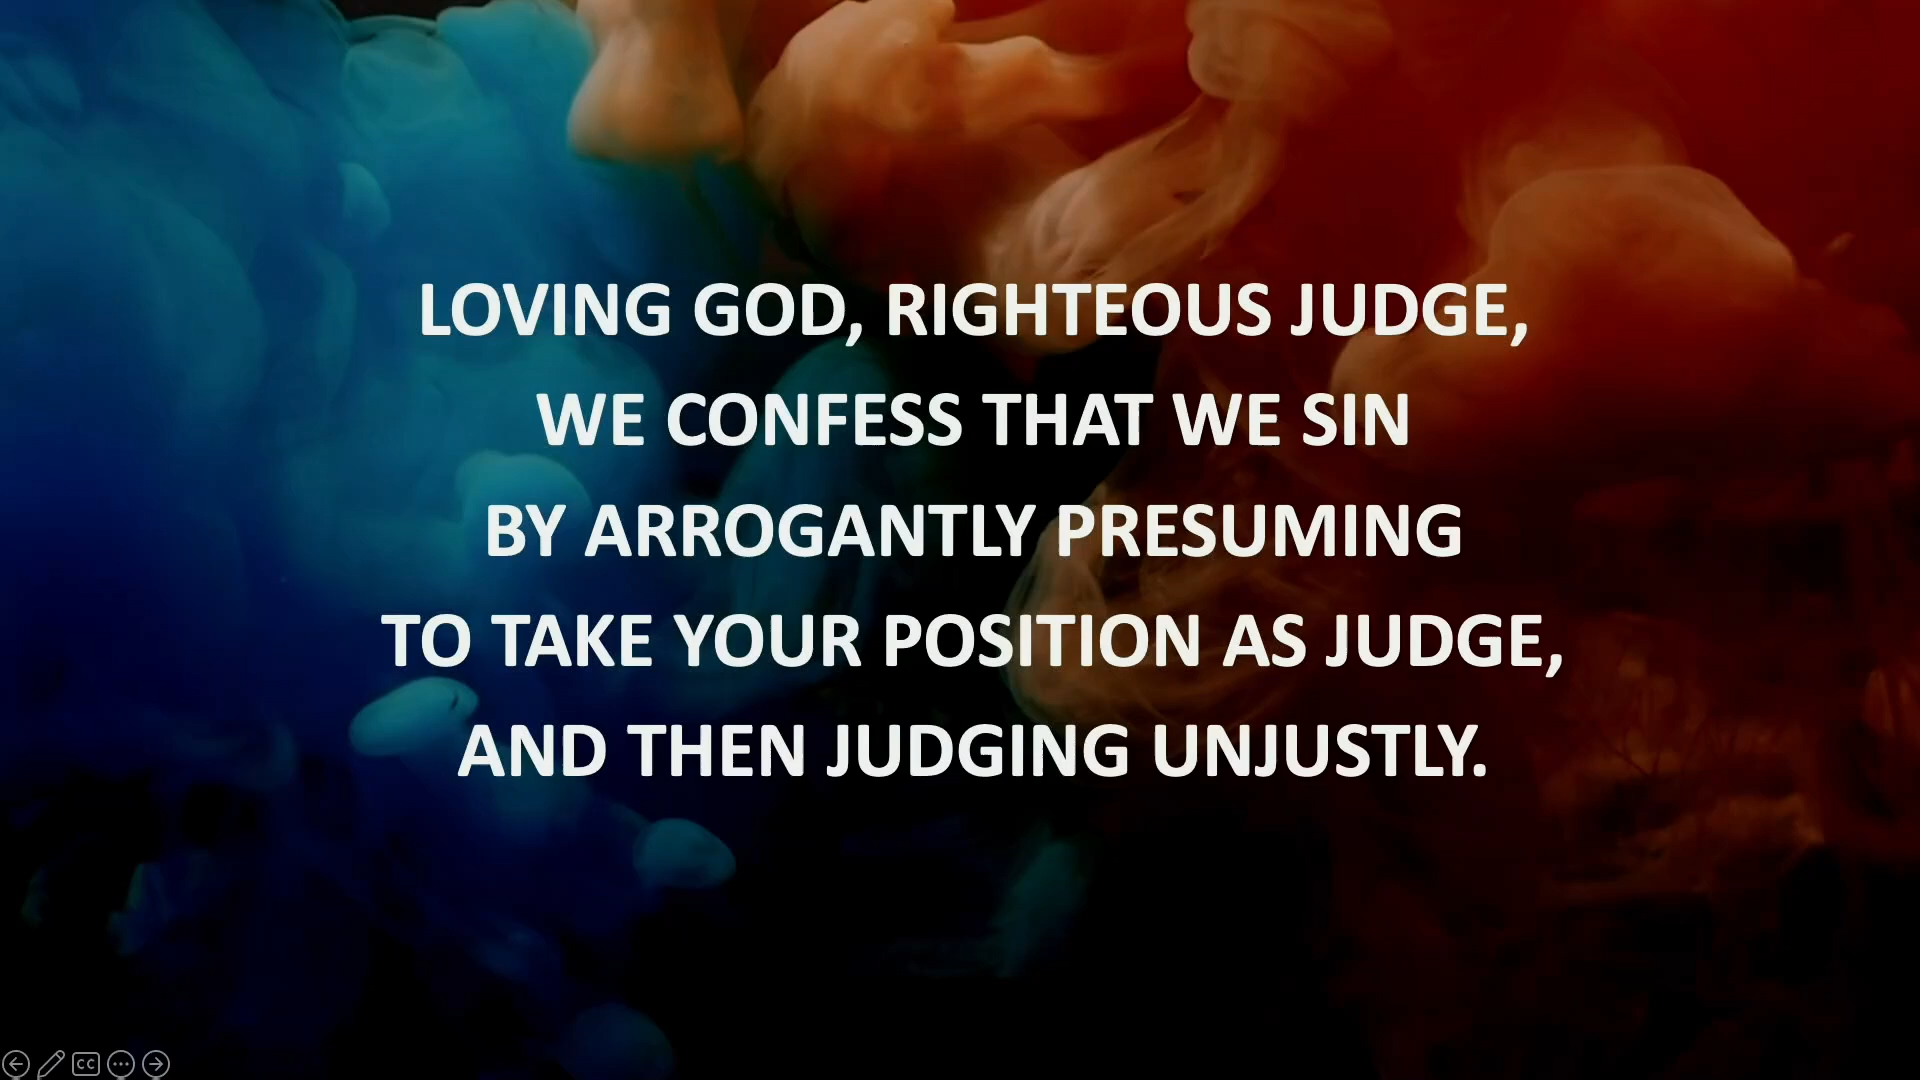 LOVING GOD, RIGHTEOUS JUDGE,
WE CONFESS THAT WE SIN
BY ARROGANTLY PRESUMING
TO TAKE YOUR POSITION AS JUDGE,
AND THEN JUDGING UNJUSTLY.
CC